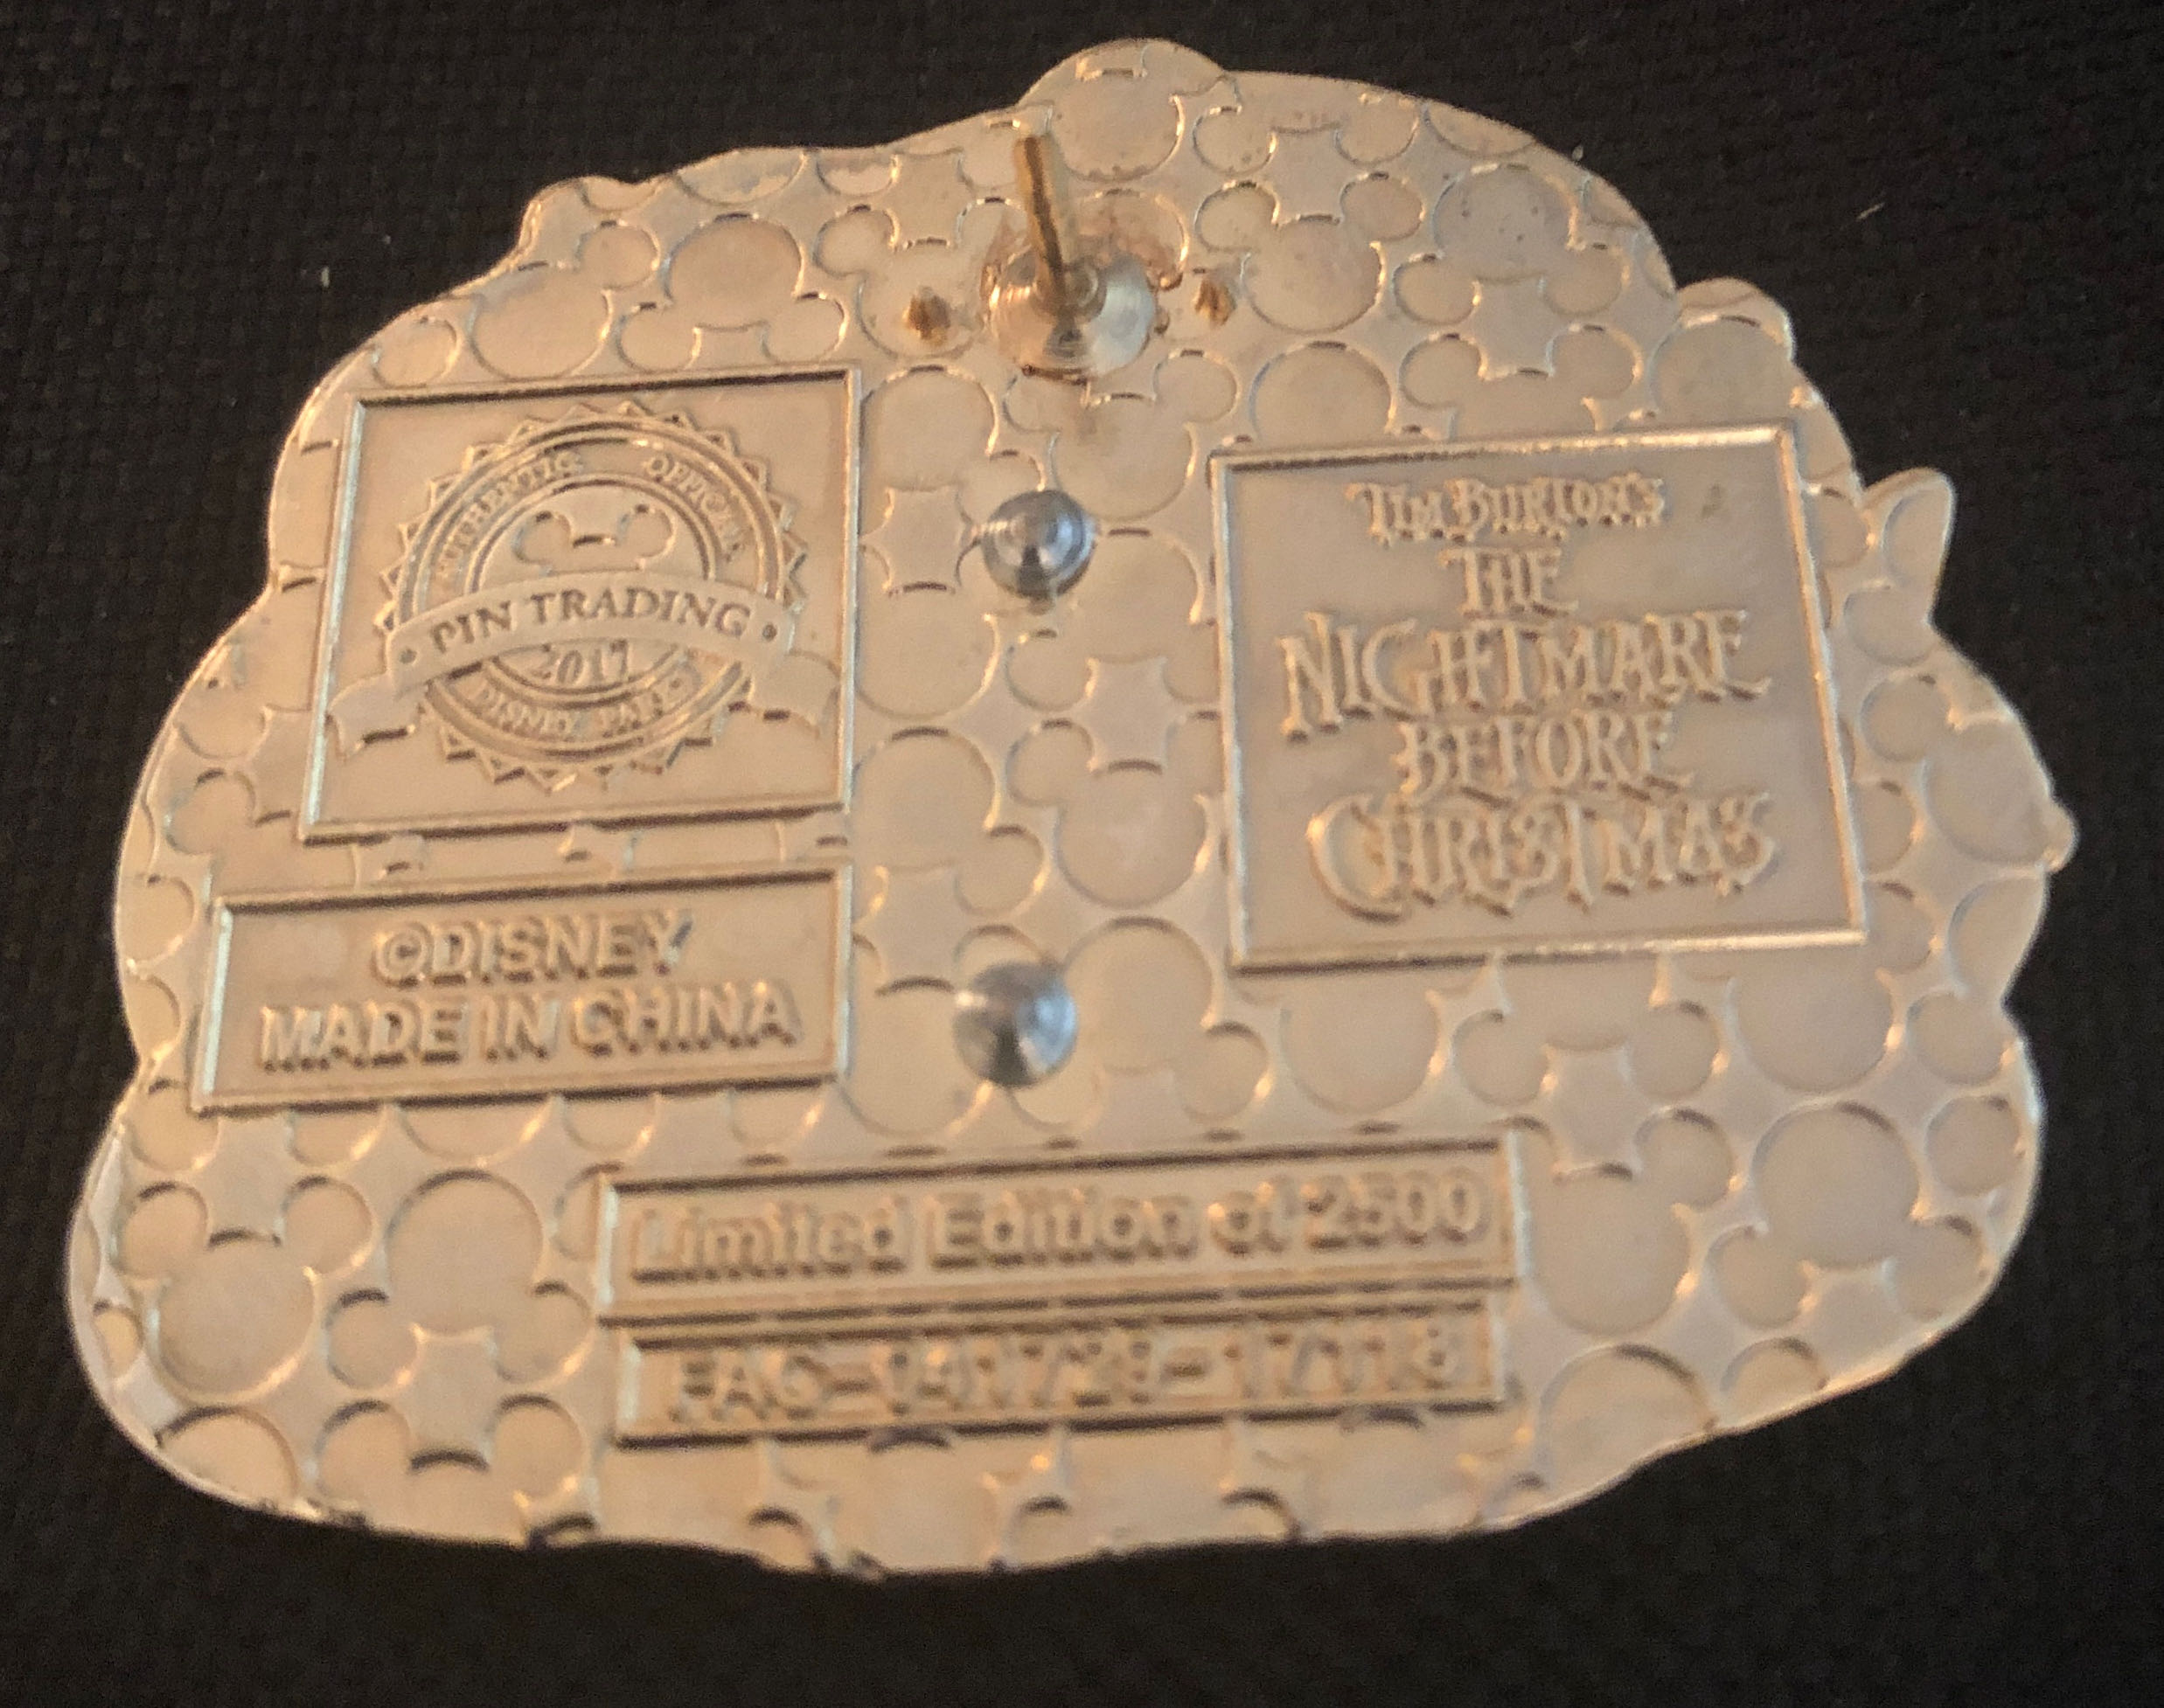 AUTHENTIC OFFICIAL
PIN TRADING
2017
DISNEY PARKS
©DISNEY
MADE IN CHINA
TIM BURTON'S
THE
NIGHTMARE
BEFORE
CHRISTMAS
Limited Edition of 2500